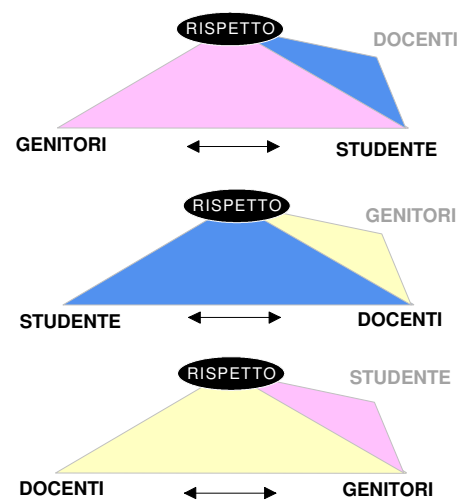 RISPETTO
DOCENTI
GENITORI
STUDENTE
RISPETTO
GENITORI
STUDENTE
DOCENTI
RISPETTO
STUDENTE
DOCENTI
GENITORI